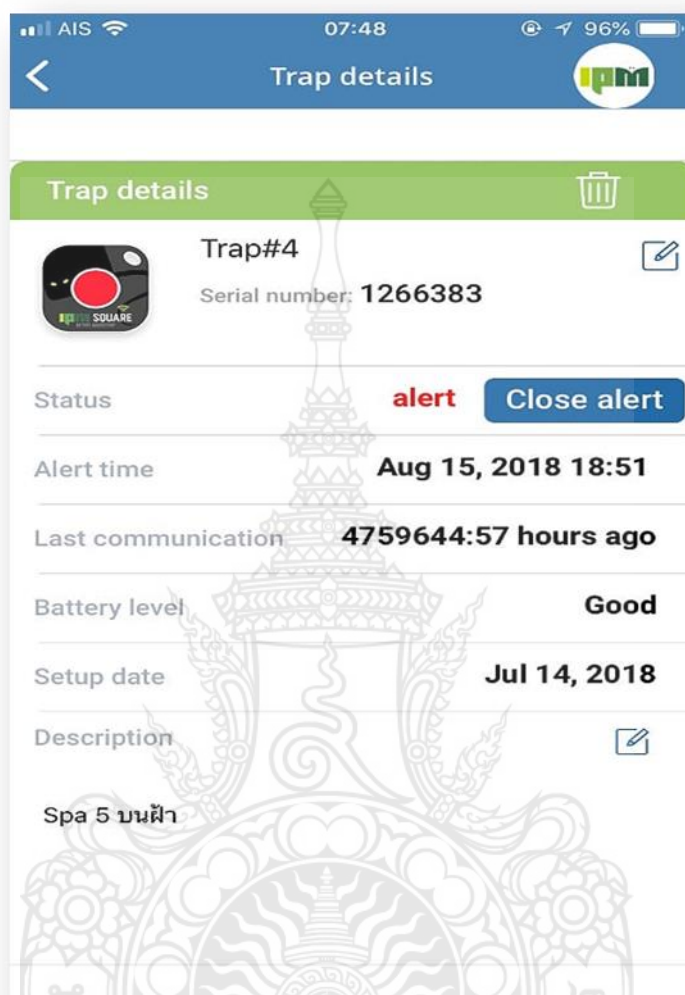 AIS 07:48 96%
Trap details ipm
Trap details
Trap#4
Serial number: 1266383
ipm SQUARE
Status alert Close alert
Alert time Aug 15, 2018 18:51
Last communication 4759644:57 hours ago
Battery level Good
Setup date Jul 14, 2018
Description
Spa 5 บนฝ้า